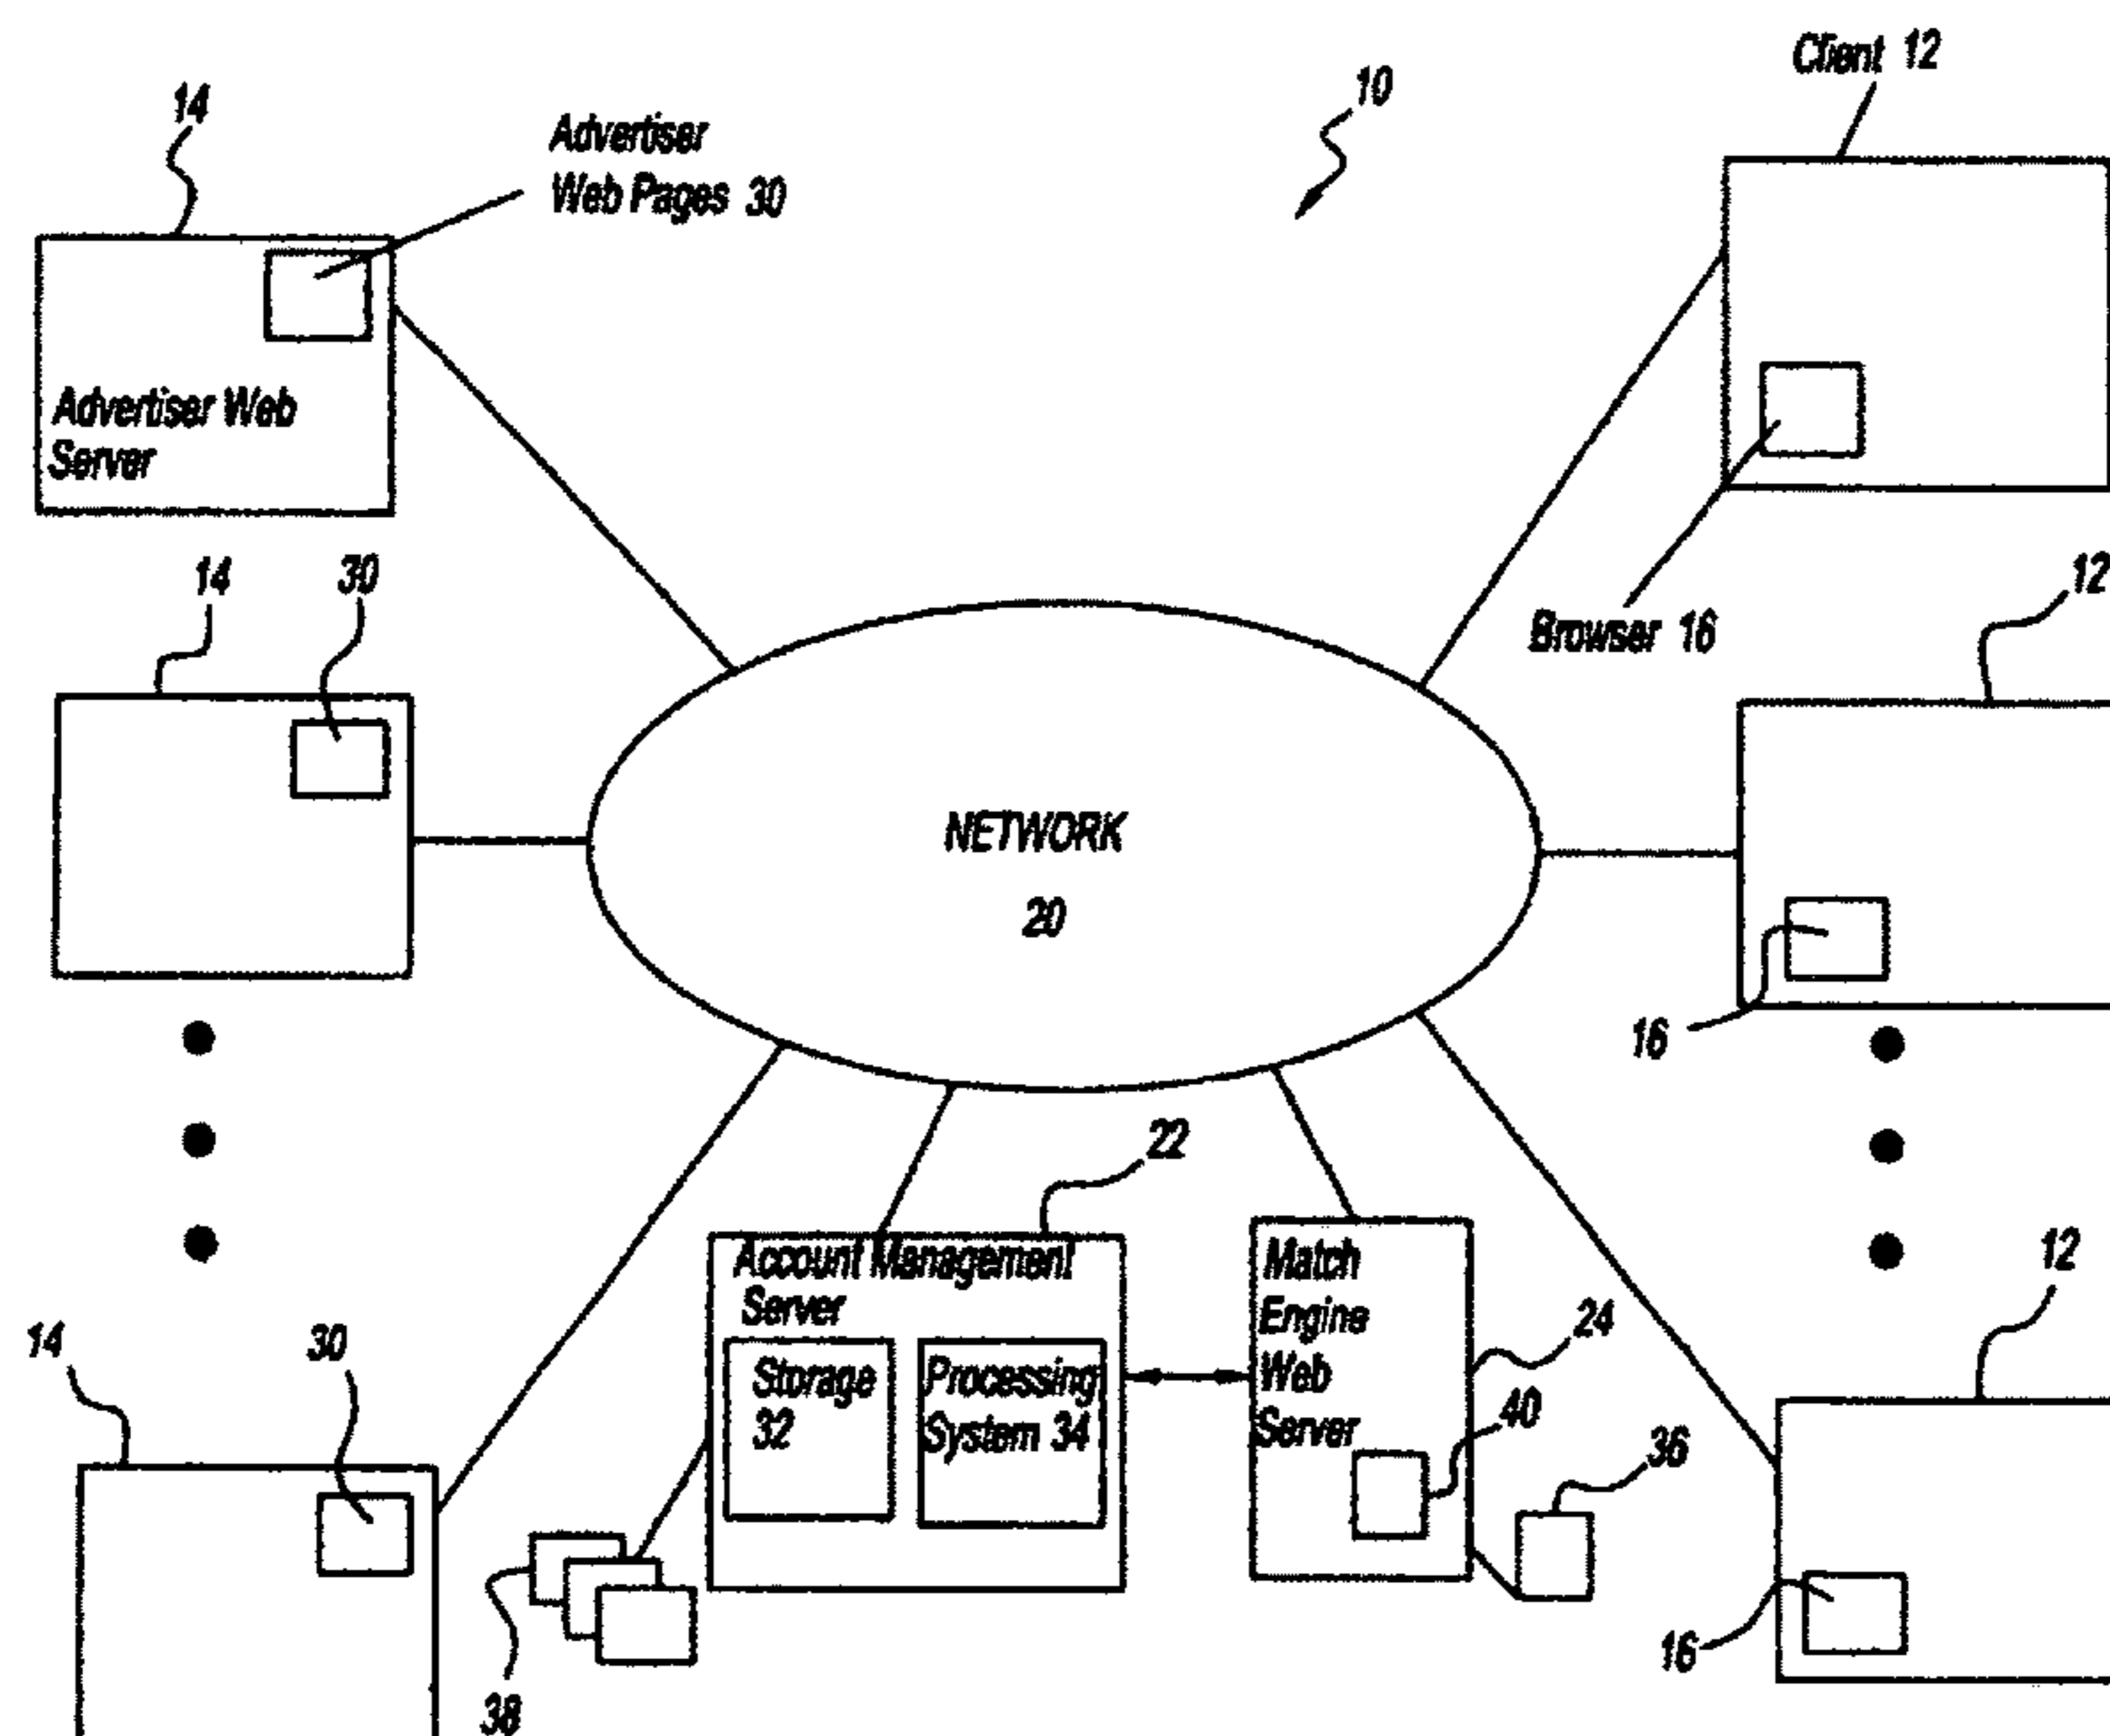 Client 12
10
14
Advertiser
Web Pages 30
Advertiser Web
Server
14
30
12
Browser 16
NETWORK
20
16
22
Account Management
Server
Storage
32
Processing
System 34
Match
Engine
Web
Server
24
40
36
12
14
30
16
38